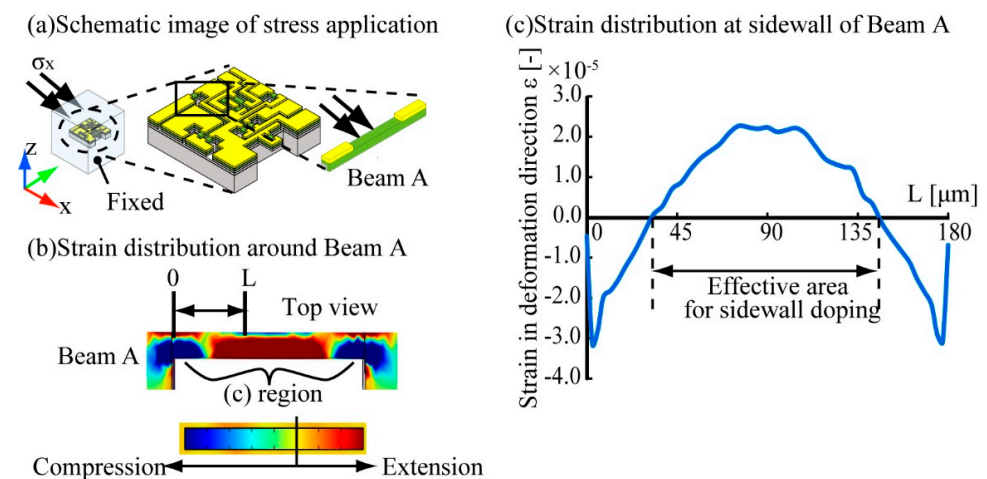 (a)Schematic image of stress application
σx
z
x
Fixed
Beam A
(b)Strain distribution around Beam A
0
L
Top view
Beam A
(c) region
Compression
Extension
(c)Strain distribution at sidewall of Beam A
Strain in deformation direction ε [-]
×10-5
3.0
2.0
1.0
0.0
-1.0
-2.0
-3.0
-4.0
L [μm]
0
45
90
135
180
Effective area
for sidewall doping